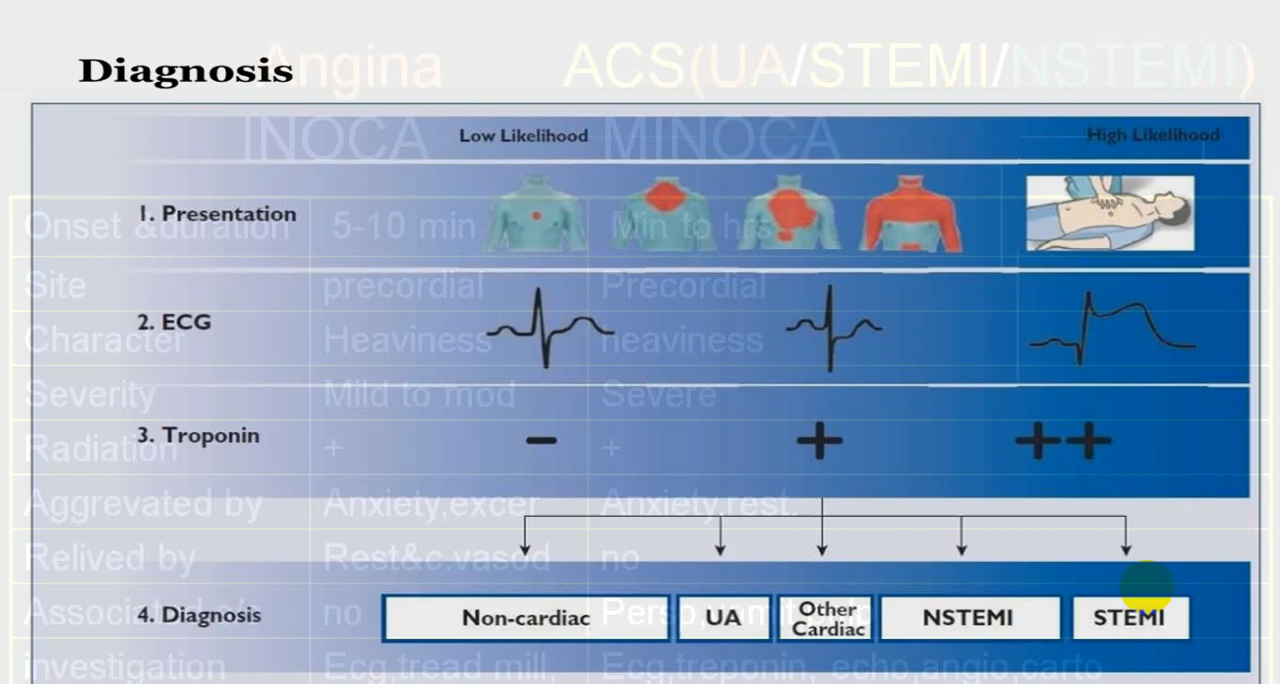 Diagnosis
Angina ACS(UA/STEMI/NSTEMI)
INOCA MINOCA
Low Likelihood High Likelihood
1. Presentation
Onset &duration 5-10 min Min to hrs
Site precordial Precordial
2. ECG
Character Heaviness heaviness
Severity Mild to mod Severe
3. Troponin − + ++
Radiation + +
Aggrevated by Anxiety,excer Anxiety,rest.
Relived by Rest&c.vasod no
4. Diagnosis Non-cardiac UA Other Cardiac NSTEMI STEMI
no
investigation Ecg,tread mill, Ecg,treponin, echo,angio,carto